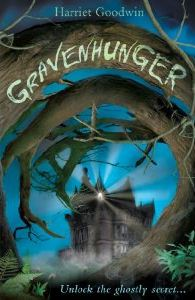 Harriet Goodwin
GRAVENHUNGER
Unlock the ghostly secret...